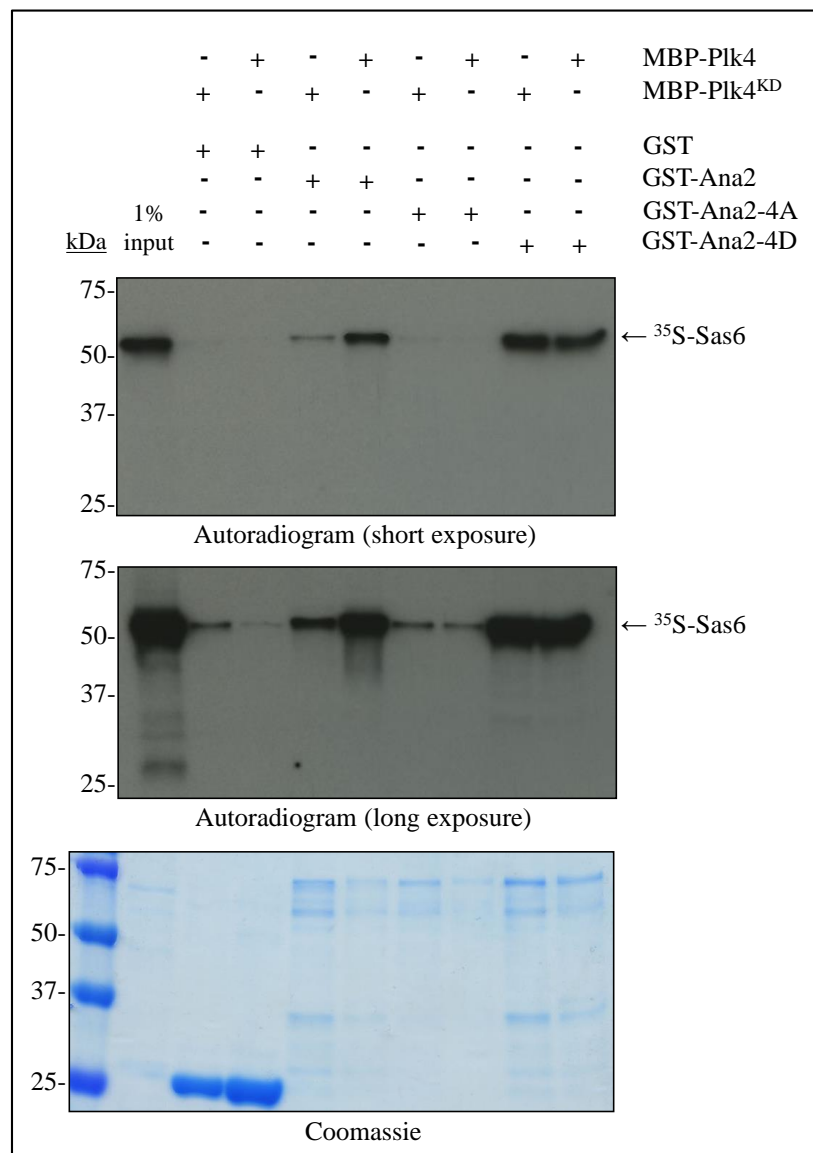 - + - + - + - + MBP-Plk4
+ - + - + - + - MBP-Plk4ᴷᴰ
+ + - - - - - - GST
- - + + - - - - GST-Ana2
1% - - - - + + - - GST-Ana2-4A
kDa input - - - - - - + + GST-Ana2-4D
75-
50-
← ³⁵S-Sas6
37-
25-
Autoradiogram (short exposure)
75-
50-
← ³⁵S-Sas6
37-
25-
Autoradiogram (long exposure)
75-
50-
37-
25-
Coomassie